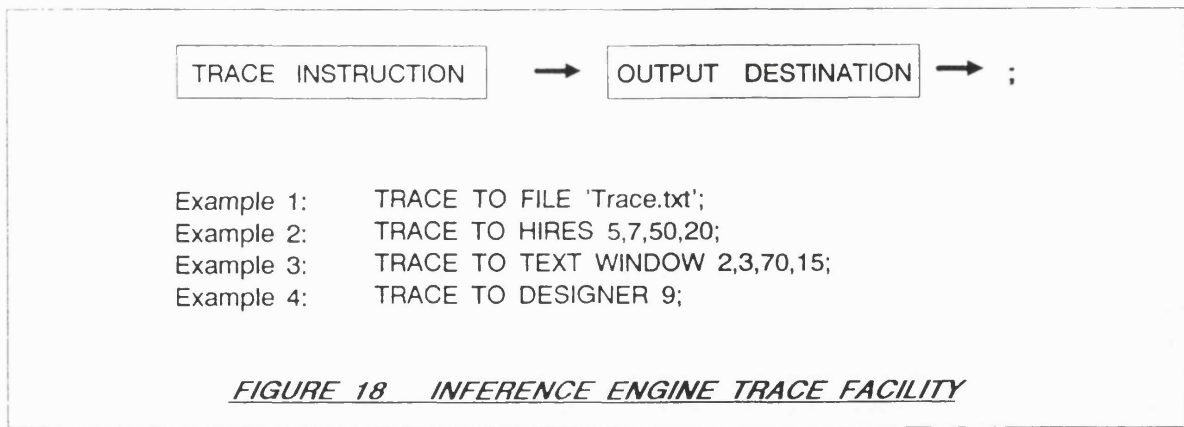 TRACE INSTRUCTION → OUTPUT DESTINATION → ;
Example 1: TRACE TO FILE 'Trace.txt';
Example 2: TRACE TO HIRES 5,7,50,20;
Example 3: TRACE TO TEXT WINDOW 2,3,70,15;
Example 4: TRACE TO DESIGNER 9;
FIGURE 18 INFERENCE ENGINE TRACE FACILITY